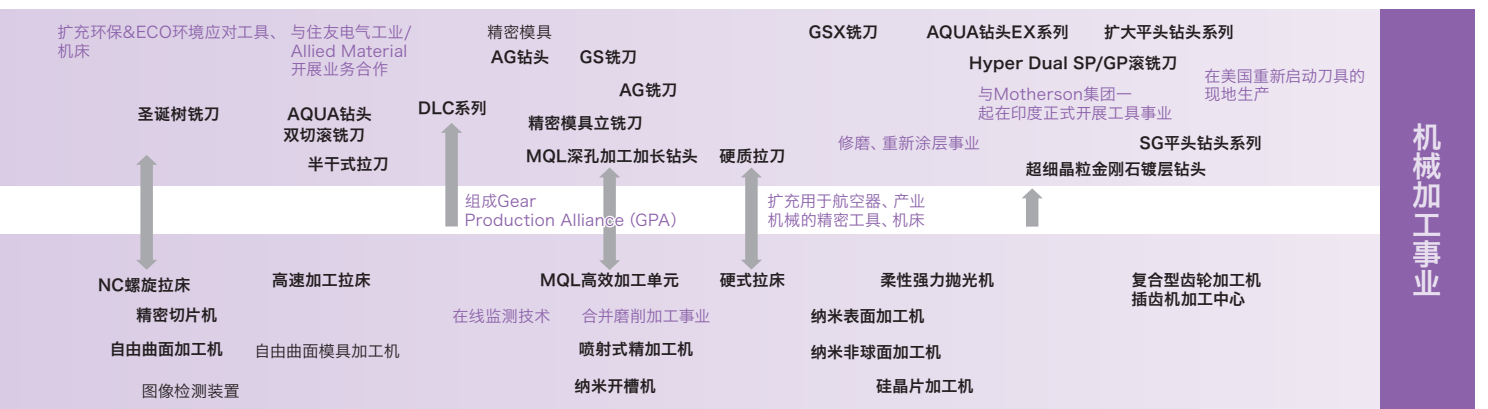 扩充环保&ECO环境应对工具、
机床
与住友电气工业/
Allied Material
开展业务合作
精密模具
AG钻头
GS铣刀
AG铣刀
GSX铣刀
AQUA钻头EX系列
扩大平头钻头系列
Hyper Dual SP/GP滚铣刀
在美国重新启动刀具的
现地生产
与Motherson集团一
起在印度正式开展工具事业
圣诞树铣刀
AQUA钻头
双切滚铣刀
半干式拉刀
DLC系列
精密模具立铣刀
MQL深孔加工加长钻头
硬质拉刀
修磨、重新涂层事业
SG平头钻头系列
超细晶粒金刚石镀层钻头
组成Gear
Production Alliance (GPA)
扩充用于航空器、产业
机械的精密工具、机床
NC螺旋拉床
高速加工拉床
MQL高效加工单元
硬式拉床
柔性强力抛光机
复合型齿轮加工机
插齿机加工中心
精密切片机
在线监测技术
合并磨削加工事业
纳米表面加工机
自由曲面加工机
自由曲面模具加工机
喷射式精加工机
纳米非球面加工机
图像检测装置
纳米开槽机
硅晶片加工机
机械加工事业